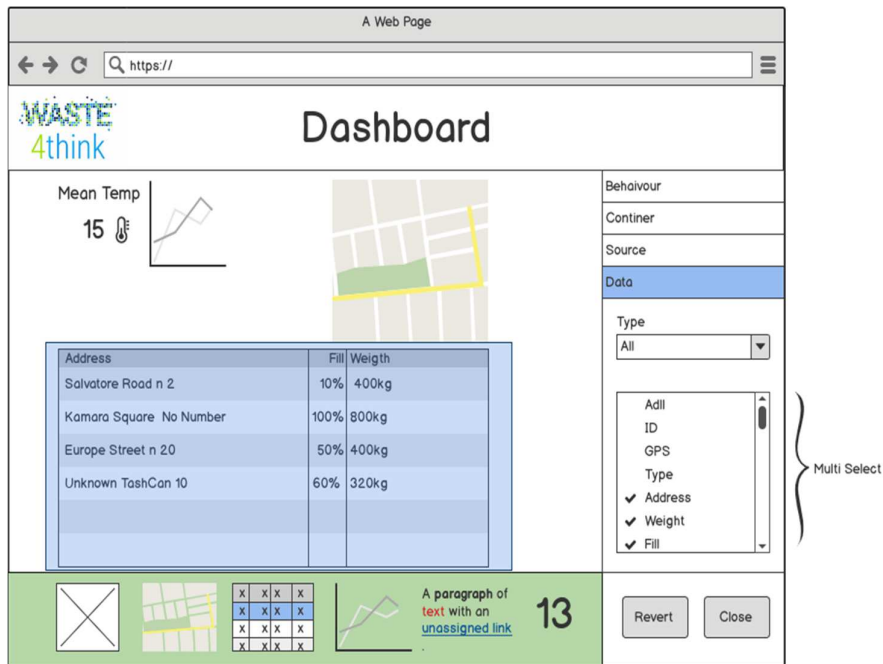 A Web Page
https://
WASTE
4think
Dashboard
Mean Temp
15
Behaivour
Continer
Source
Data
Type
All
Address Fill Weigth
Salvatore Road n 2 10% 400kg
Kamara Square No Number 100% 800kg
Europe Street n 20 50% 400kg
Unknown TashCan 10 60% 320kg
Adll
ID
GPS
Type
Address
Weight
Fill
Multi Select
X X X X
X X X X
X X X X
X X X X
A paragraph of
text with an
unassigned link
.
13
Revert
Close